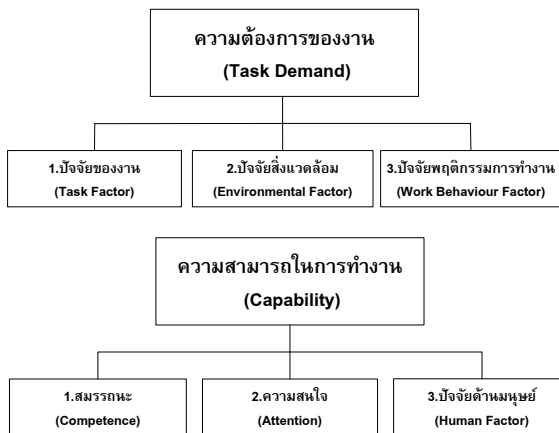 ความต้องการของงาน
(Task Demand)
1.ปัจจัยของงาน
(Task Factor)
2.ปัจจัยสิ่งแวดล้อม
(Environmental Factor)
3.ปัจจัยพฤติกรรมการทำงาน
(Work Behaviour Factor)
ความสามารถในการทำงาน
(Capability)
1.สมรรถนะ
(Competence)
2.ความสนใจ
(Attention)
3.ปัจจัยด้านมนุษย์
(Human Factor)